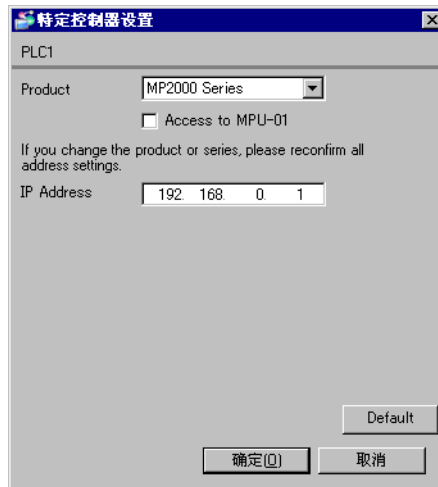 特定控制器设置
PLC1
Product MP2000 Series
Access to MPU-01
If you change the product or series, please reconfirm all
address settings.
IP Address 192. 168. 0. 1
Default
确定(O) 取消